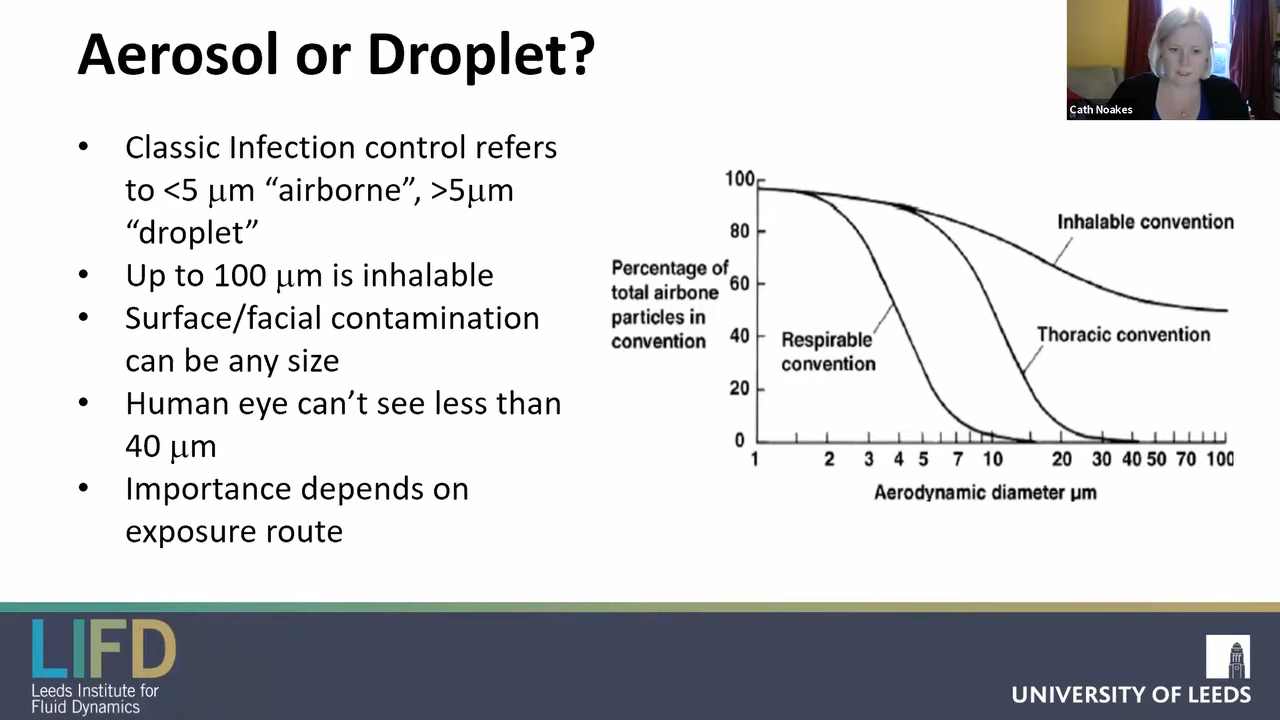 Aerosol or Droplet?
Cath Noakes
• Classic Infection control refers
to <5 μm “airborne”, >5μm
“droplet”
• Up to 100 μm is inhalable
• Surface/facial contamination
can be any size
• Human eye can’t see less than
40 μm
• Importance depends on
exposure route
100
80
60
40
20
0
Percentage of
total airbone
particles in
convention
Inhalable convention
Thoracic convention
Respirable
convention
1 2 3 4 5 7 10 20 30 40 50 70 100
Aerodynamic diameter μm
LIFD
Leeds Institute for
Fluid Dynamics
UNIVERSITY OF LEEDS